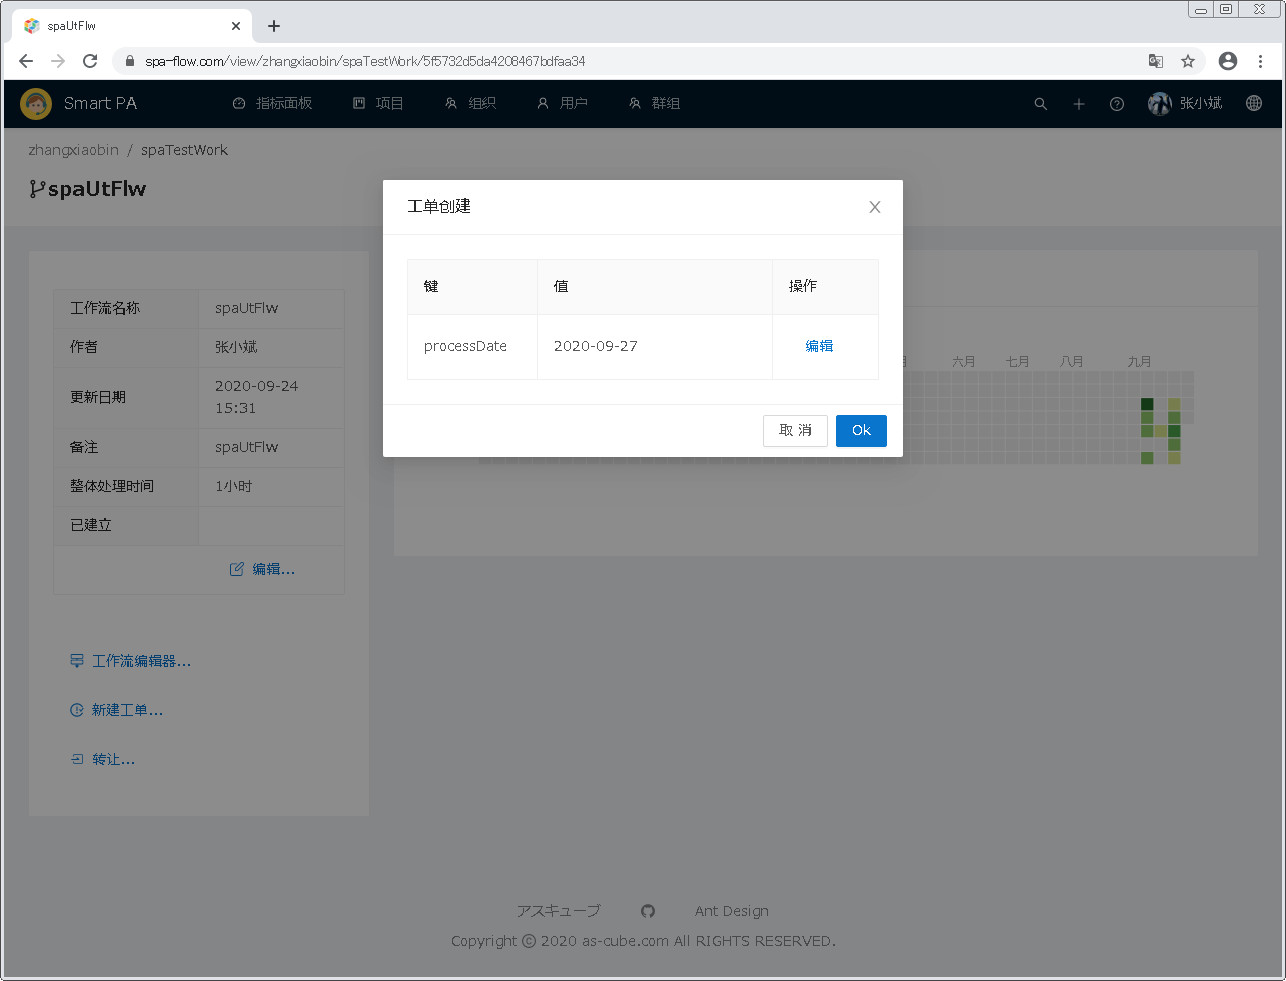 spaUtFlw
spa-flow.com/view/zhangxiaobin/spaTestWork/5f5732d5da4208467bdfaa34
Smart PA 指标面板 项目 组织 用户 群组 张小斌
zhangxiaobin / spaTestWork
spaUtFlw
工单创建
键 值 操作
processDate 2020-09-27 编辑
取 消 Ok
工作流名称 spaUtFlw
作者 张小斌
更新日期 2020-09-24
15:31
备注 spaUtFlw
整体处理时间 1小时
已建立
编辑...
月 六月 七月 八月 九月
工作流编辑器...
新建工单...
转让...
アスキューブ Ant Design
Copyright © 2020 as-cube.com All RIGHTS RESERVED.